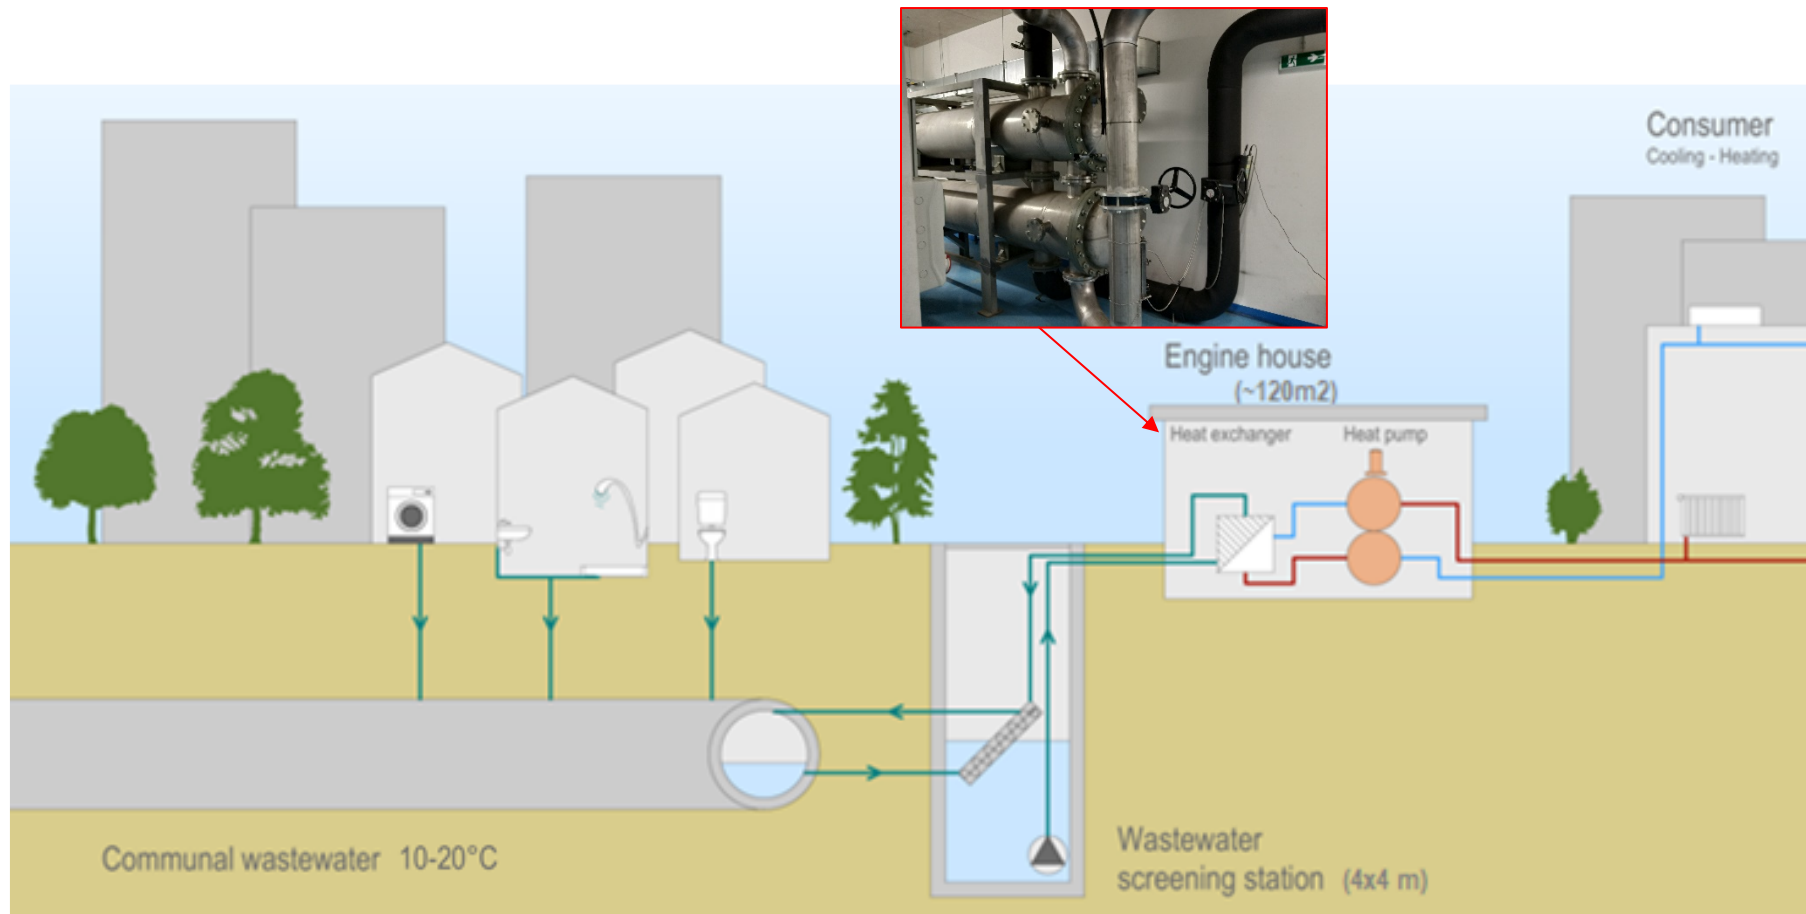 Consumer
Cooling - Heating
Engine house
(~120m2)
Heat exchanger
Heat pump
Communal wastewater 10-20°C
Wastewater
screening station (4x4 m)